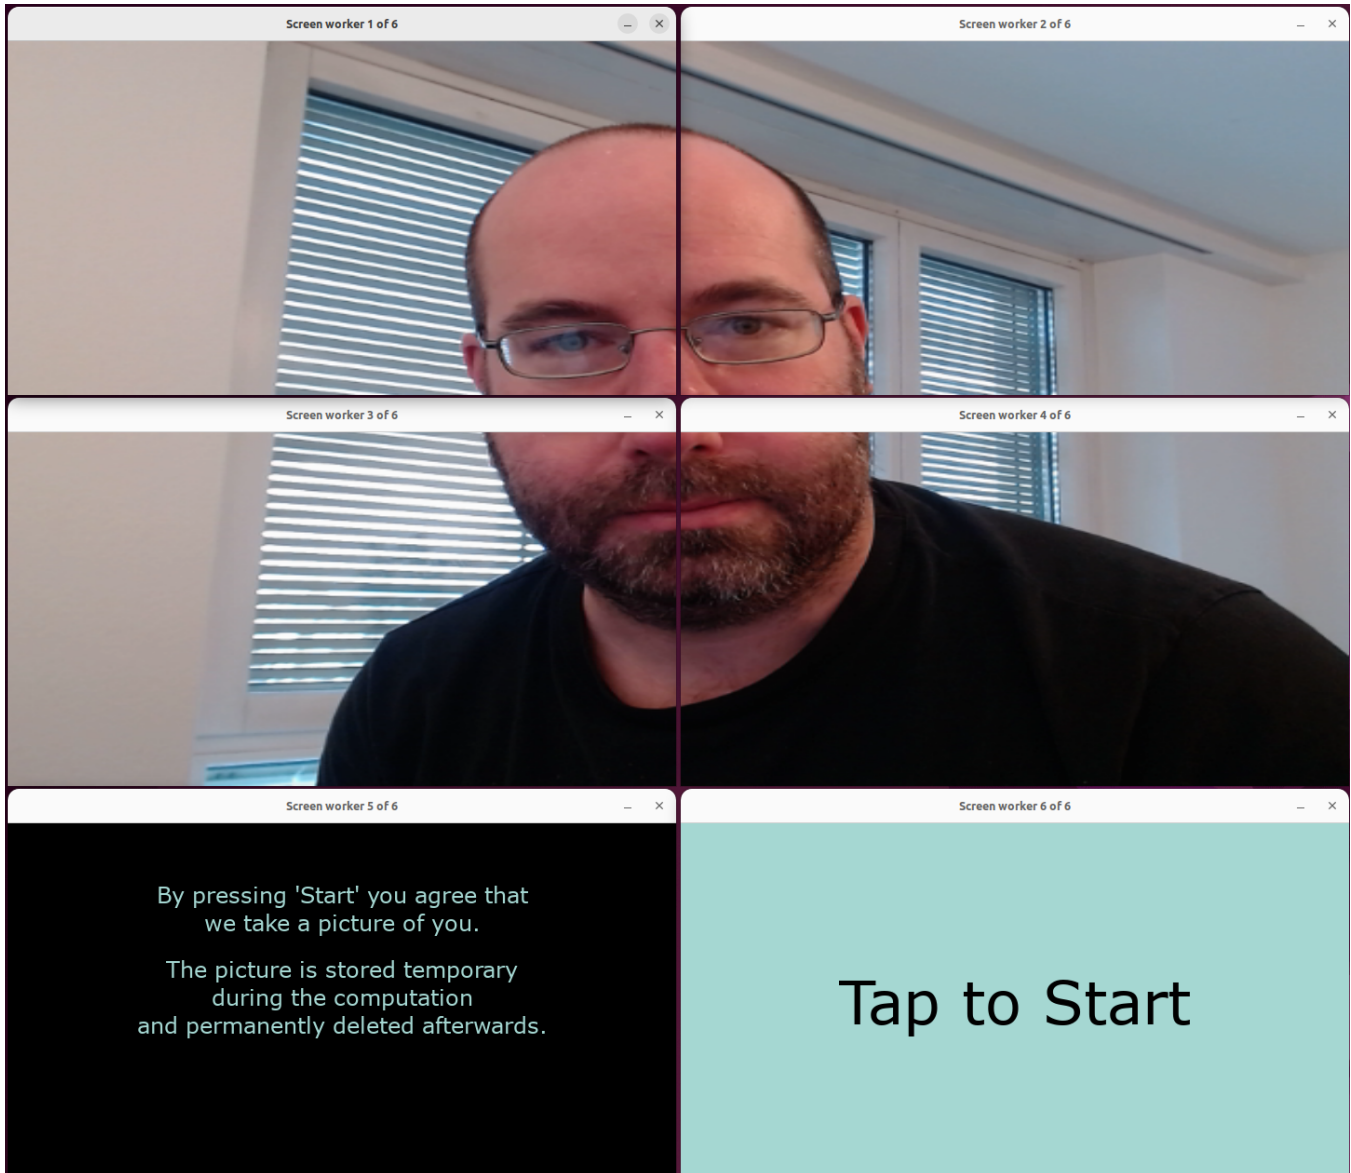 Screen worker 1 of 6
Screen worker 2 of 6
Screen worker 3 of 6
Screen worker 4 of 6
Screen worker 5 of 6
Screen worker 6 of 6
By pressing 'Start' you agree that
we take a picture of you.
The picture is stored temporary
during the computation
and permanently deleted afterwards.
Tap to Start